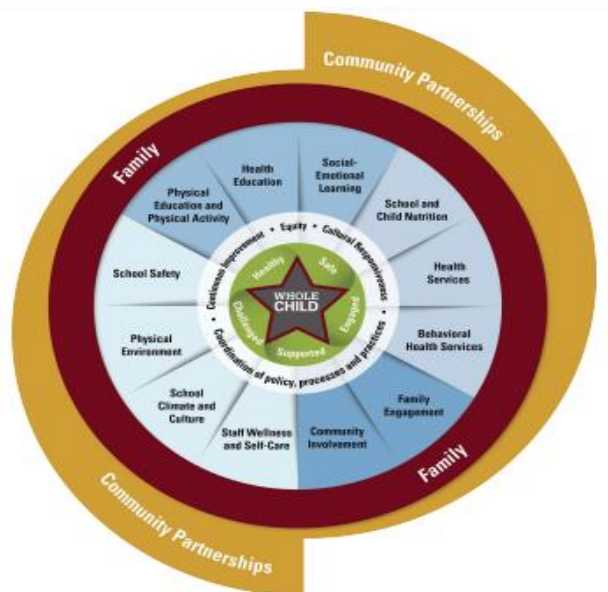 Community Partnerships
Family
Health
Education
Social-
Emotional
Learning
Physical
Education and
Physical Activity
School and
Child Nutrition
School Safety
Health
Services
Physical
Environment
Behavioral
Health Services
School
Climate and
Culture
Family
Engagement
Staff Wellness
and Self-Care
Community
Involvement
Continuous Improvement • Equity • Cultural Responsiveness
• Coordination of policy, processes and practices •
Healthy
Safe
Engaged
Supported
Challenged
WHOLE
CHILD
Family
Community Partnerships